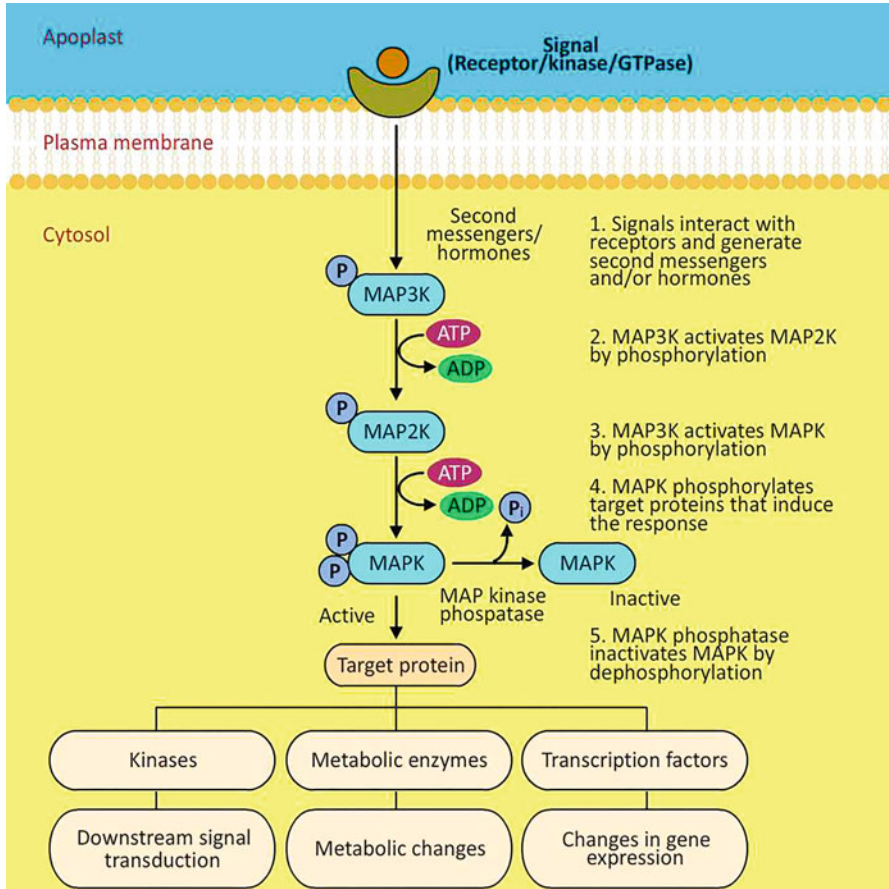 Apoplast
Signal
(Receptor/kinase/GTPase)
Plasma membrane
Cytosol
Second
messengers/
hormones
1. Signals interact with
receptors and generate
second messengers
and/or hormones
P
MAP3K
ATP
ADP
2. MAP3K activates MAP2K
by phosphorylation
P
MAP2K
3. MAP3K activates MAPK
by phosphorylation
ATP
ADP
Pi
4. MAPK phosphorylates
target proteins that induce
the response
P
P
MAPK
MAPK
MAP kinase
phospatase
Active
Inactive
5. MAPK phosphatase
inactivates MAPK by
dephosphorylation
Target protein
Kinases
Metabolic enzymes
Transcription factors
Downstream signal
transduction
Metabolic changes
Changes in gene
expression